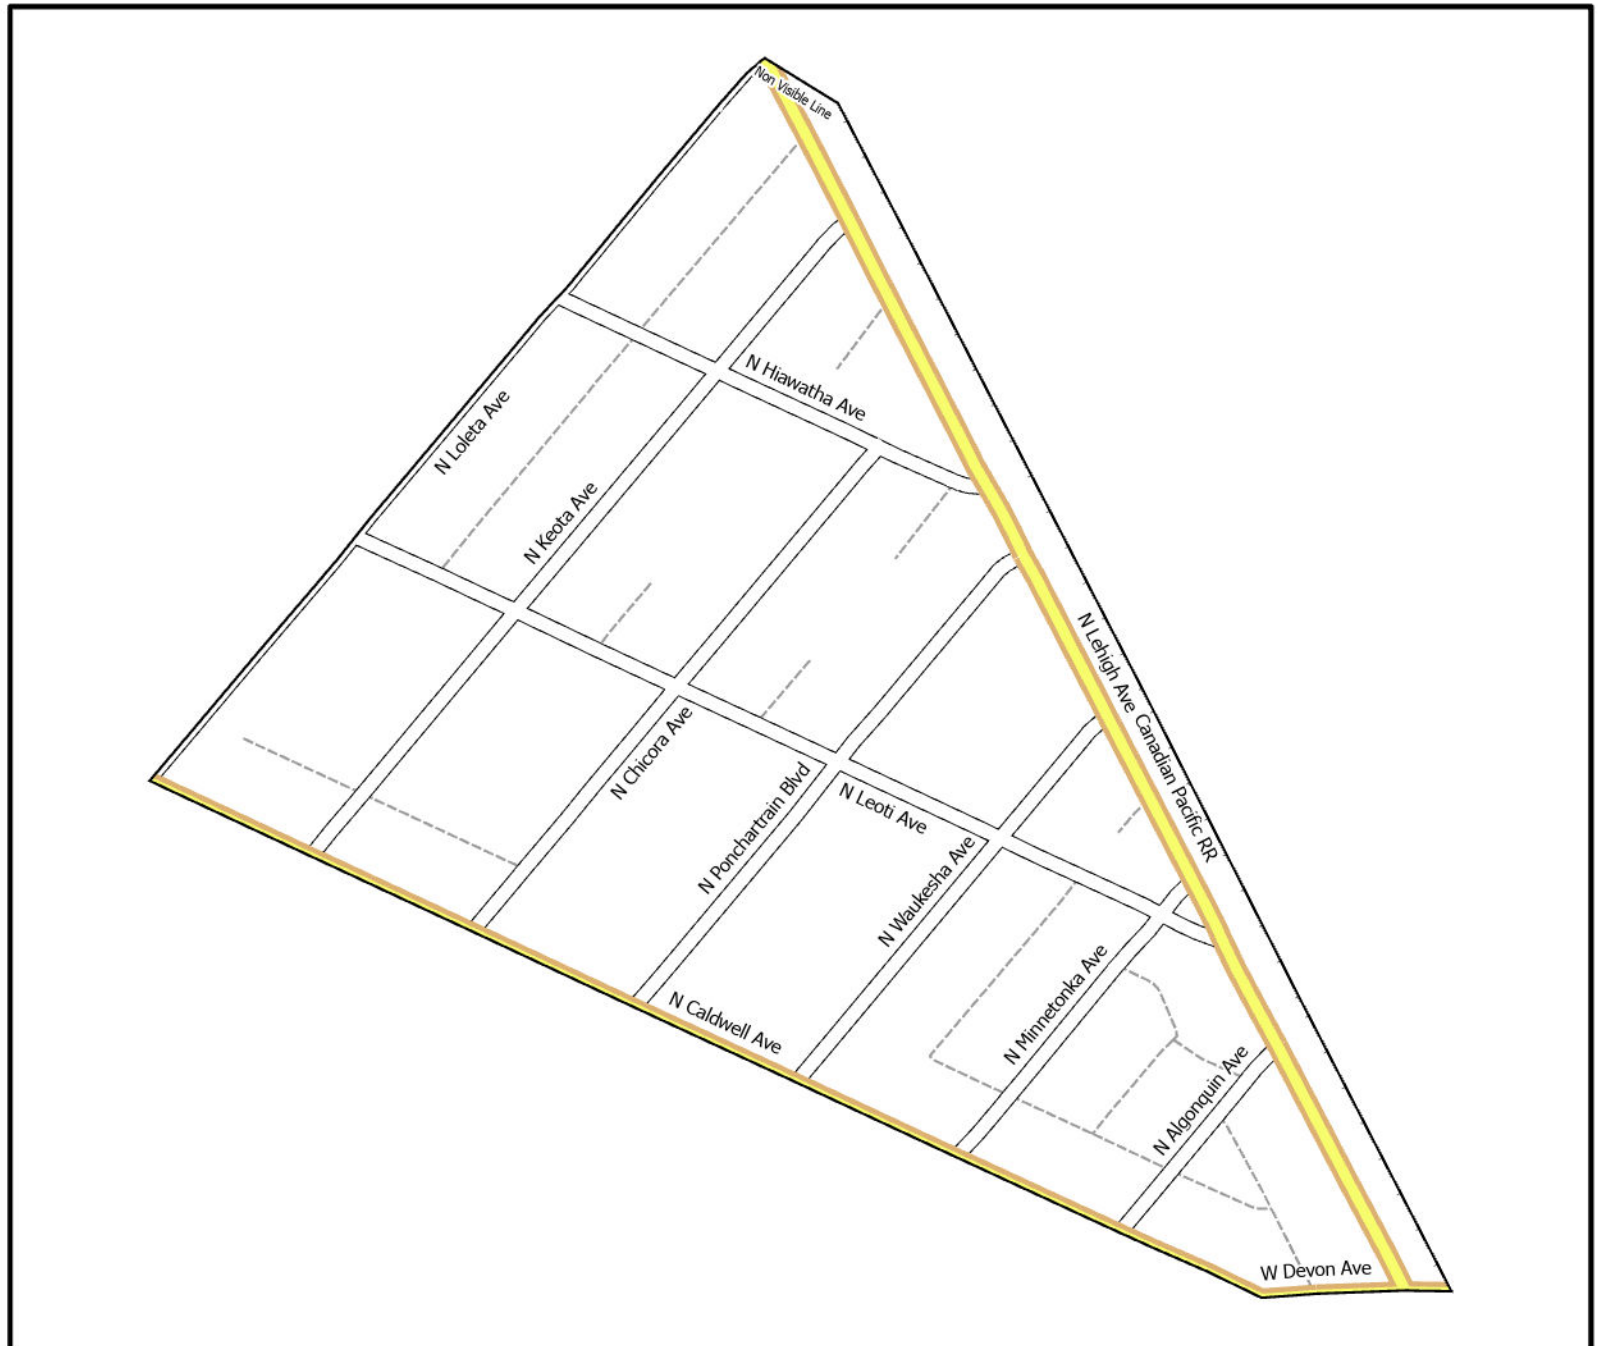 Non Visible Line
N Hiawatha Ave
N Loleta Ave
N Keota Ave
N Lehigh Ave
Canadian Pacific RR
N Chicora Ave
N Ponchartrain Blvd
N Leoti Ave
N Waukesha Ave
N Minnetonka Ave
N Caldwell Ave
N Algonquin Ave
W Devon Ave